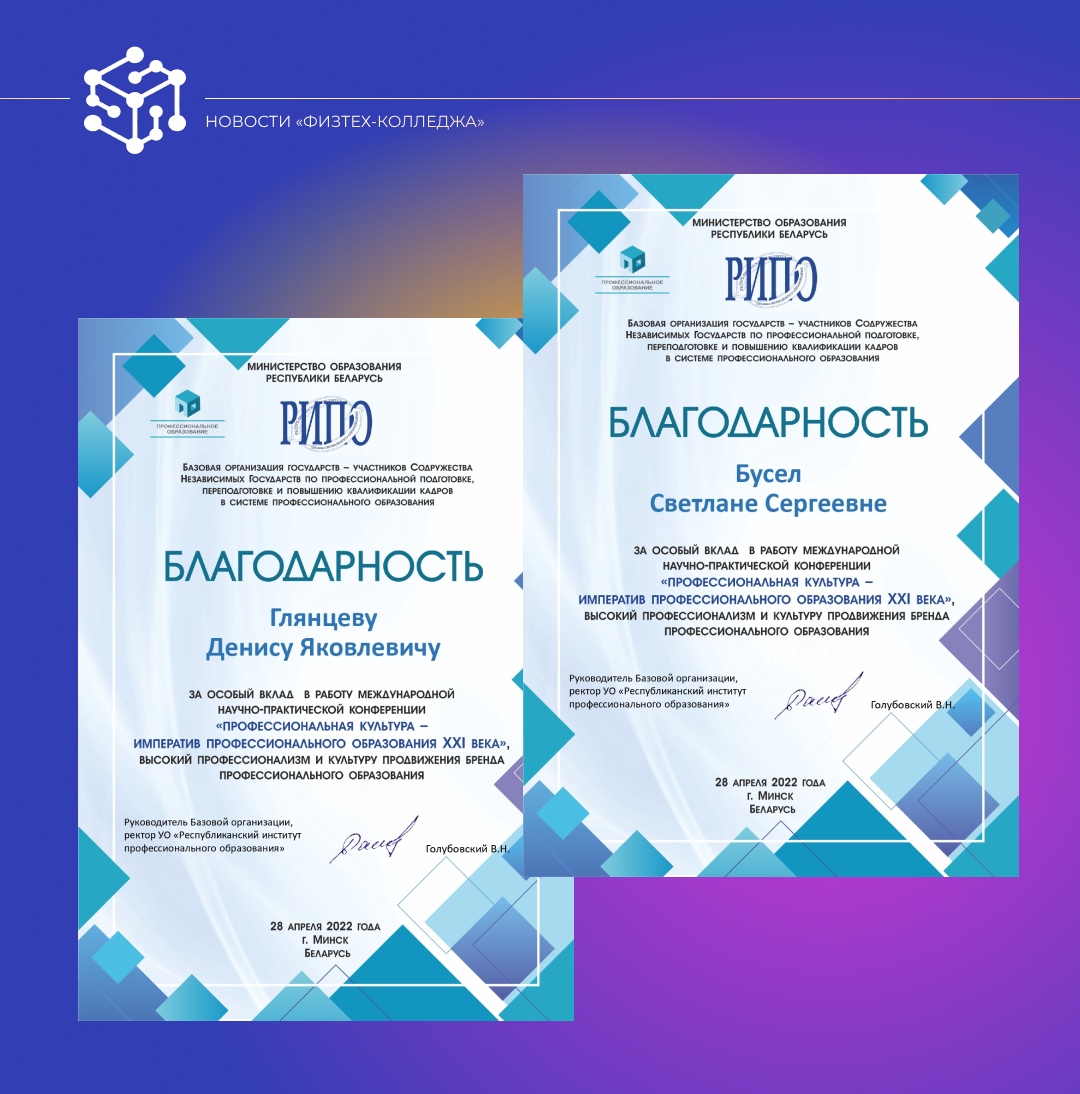 НОВОСТИ «ФИЗТЕХ-КОЛЛЕДЖА»
МИНИСТЕРСТВО ОБРАЗОВАНИЯ
РЕСПУБЛИКИ БЕЛАРУСЬ
ПРОФЕССИОНАЛЬНОЕ
ОБРАЗОВАНИЕ
РИПО
Базовая организация государств – участников Содружества
Независимых Государств по профессиональной подготовке,
переподготовке и повышению квалификации кадров
в системе профессионального образования
БЛАГОДАРНОСТЬ
Глянцеву
Денису Яковлевичу
за особый вклад в работу международной
научно-практической конференции
«профессиональная культура –
императив профессионального образования XXI века»,
высокий профессионализм и культуру продвижения бренда
профессионального образования
Руководитель Базовой организации,
ректор УО «Республиканский институт
профессионального образования»
Голубовский В.Н.
28 апреля 2022 года
г. Минск
Беларусь
МИНИСТЕРСТВО ОБРАЗОВАНИЯ
РЕСПУБЛИКИ БЕЛАРУСЬ
ПРОФЕССИОНАЛЬНОЕ
ОБРАЗОВАНИЕ
РИПО
Базовая организация государств – участников Содружества
Независимых Государств по профессиональной подготовке,
переподготовке и повышению квалификации кадров
в системе профессионального образования
БЛАГОДАРНОСТЬ
Бусел
Светлане Сергеевне
за особый вклад в работу международной
научно-практической конференции
«профессиональная культура –
императив профессионального образования XXI века»,
высокий профессионализм и культуру продвижения бренда
профессионального образования
Руководитель Базовой организации,
ректор УО «Республиканский институт
профессионального образования»
Голубовский В.Н.
28 апреля 2022 года
г. Минск
Беларусь